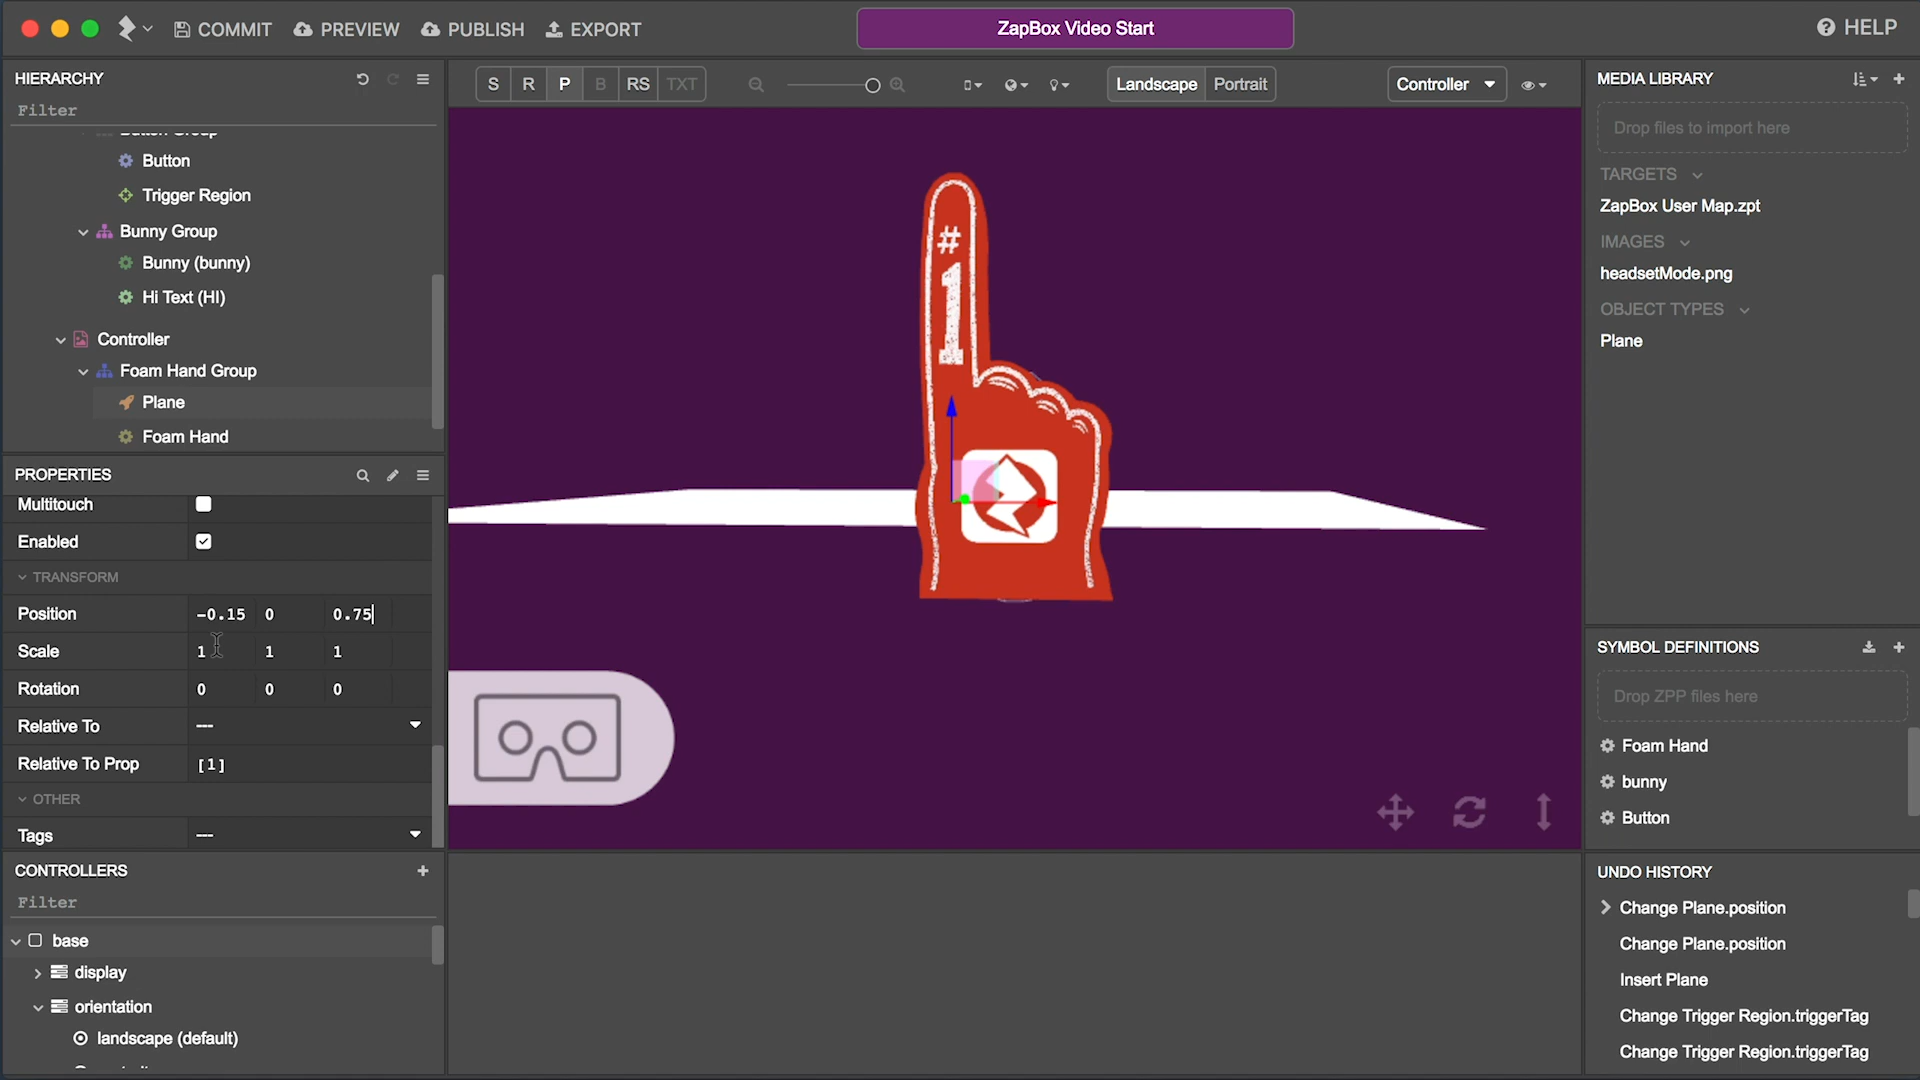 COMMIT PREVIEW PUBLISH EXPORT ZapBox Video Start ? HELP
HIERARCHY
Filter
Button Group
Button
Trigger Region
Bunny Group
Bunny (bunny)
Hi Text (HI)
Controller
Foam Hand Group
Plane
Foam Hand
PROPERTIES
Multitouch
Enabled
TRANSFORM
Position -0.15 0 0.75
Scale 1 1 1
Rotation 0 0 0
Relative To ---
Relative To Prop [1]
OTHER
Tags ---
CONTROLLERS
Filter
base
display
orientation
landscape (default)
S R P B RS TXT Landscape Portrait Controller
#
1
MEDIA LIBRARY
Drop files to import here
TARGETS
ZapBox User Map.zpt
IMAGES
headsetMode.png
OBJECT TYPES
Plane
SYMBOL DEFINITIONS
Drop ZPP files here
Foam Hand
bunny
Button
UNDO HISTORY
Change Plane.position
Change Plane.position
Insert Plane
Change Trigger Region.triggerTag
Change Trigger Region.triggerTag